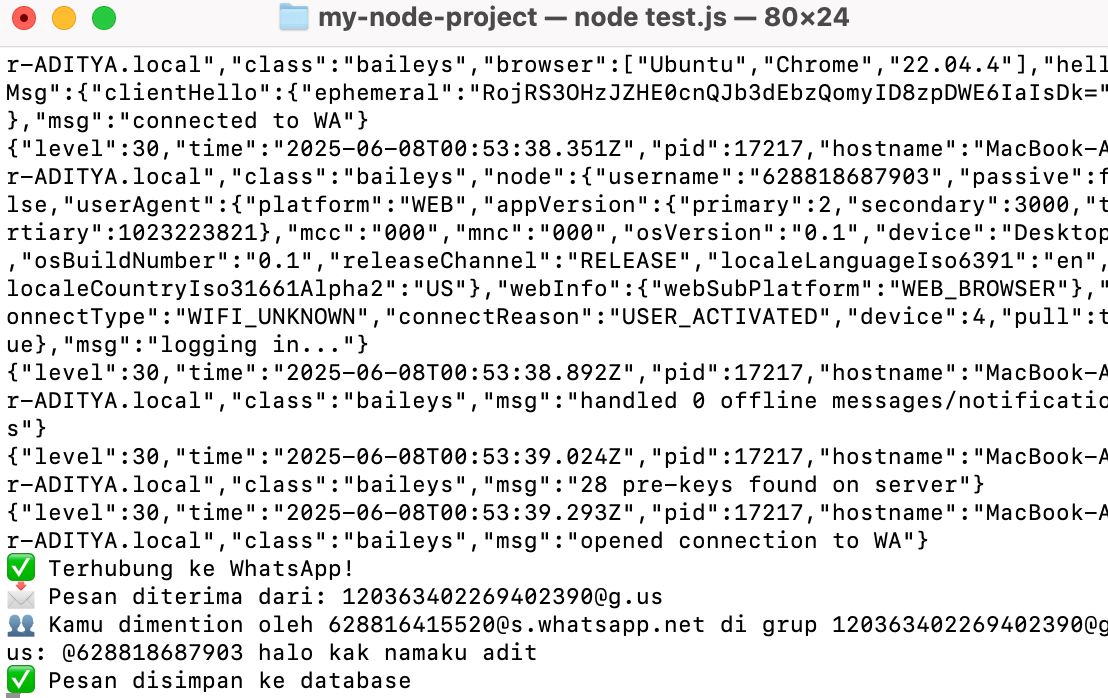 my-node-project — node test.js — 80×24
r-ADITYA.local","class":"baileys","browser":["Ubuntu","Chrome","22.04.4"],"hell
Msg":{"clientHello":{"ephemeral":"RojRS3OHzJZHE0cnQJb3dEbzQomyID8zpDWE6IaIsDk="
},"msg":"connected to WA"}
{"level":30,"time":"2025-06-08T00:53:38.351Z","pid":17217,"hostname":"MacBook-A
r-ADITYA.local","class":"baileys","node":{"username":"628818687903","passive":f
lse,"userAgent":{"platform":"WEB","appVersion":{"primary":2,"secondary":3000,"t
rtiary":1023223821},"mcc":"000","mnc":"000","osVersion":"0.1","device":"Desktop
,"osBuildNumber":"0.1","releaseChannel":"RELEASE","localeLanguageIso6391":"en",
localeCountryIso31661Alpha2":"US"},"webInfo":{"webSubPlatform":"WEB_BROWSER"},"
onnectType":"WIFI_UNKNOWN","connectReason":"USER_ACTIVATED","device":4,"pull":t
ue},"msg":"logging in..."}
{"level":30,"time":"2025-06-08T00:53:38.892Z","pid":17217,"hostname":"MacBook-A
r-ADITYA.local","class":"baileys","msg":"handled 0 offline messages/notificatio
s"}
{"level":30,"time":"2025-06-08T00:53:39.024Z","pid":17217,"hostname":"MacBook-A
r-ADITYA.local","class":"baileys","msg":"28 pre-keys found on server"}
{"level":30,"time":"2025-06-08T00:53:39.293Z","pid":17217,"hostname":"MacBook-A
r-ADITYA.local","class":"baileys","msg":"opened connection to WA"}
✅ Terhubung ke WhatsApp!
📩 Pesan diterima dari: 120363402269402390@g.us
👥 Kamu dimention oleh 628816415520@s.whatsapp.net di grup 120363402269402390@g
us: @628818687903 halo kak namaku adit
✅ Pesan disimpan ke database